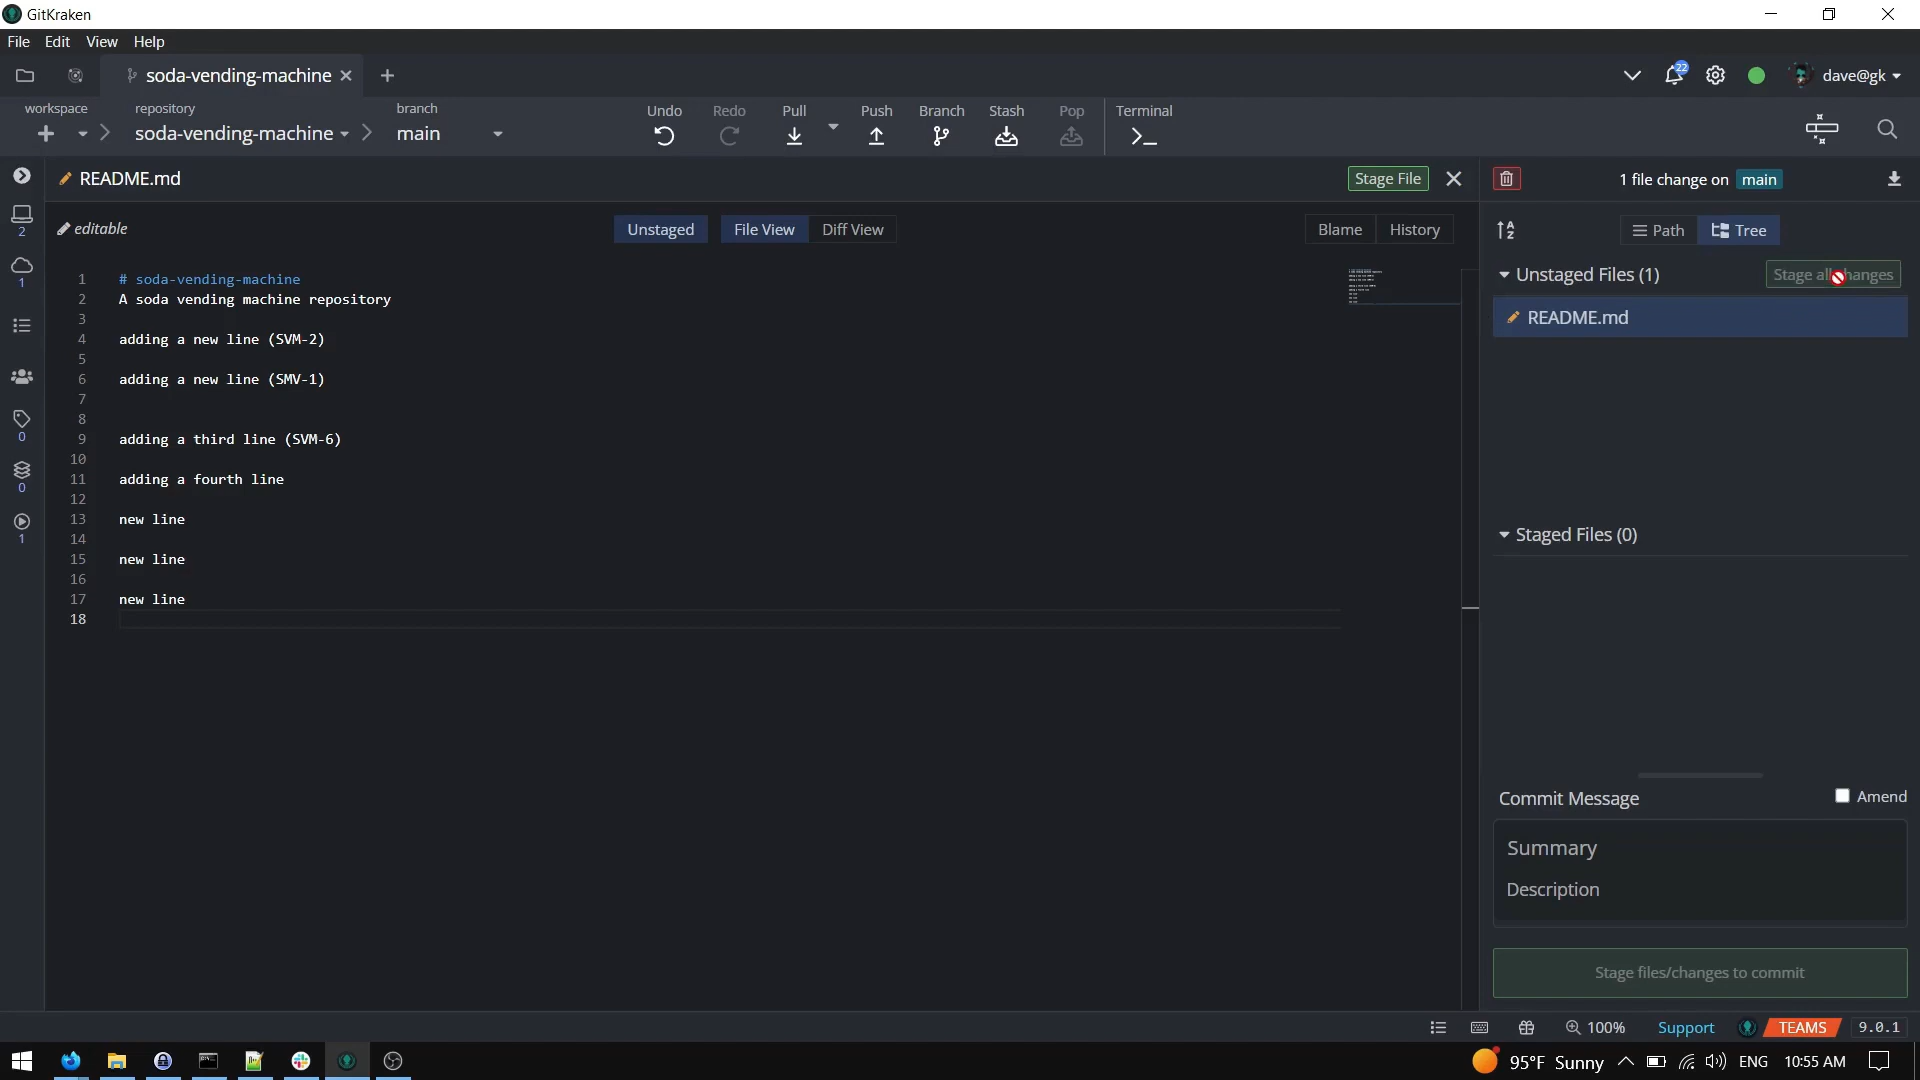 GitKraken
File Edit View Help
soda-vending-machine
22
dave@gk
workspace repository branch
soda-vending-machine main
Undo Redo Pull Push Branch Stash Pop Terminal
README.md
Stage File
1 file change on main
editable
Unstaged File View Diff View
Blame History
Path Tree
2
1
0
0
1
1 # soda-vending-machine
2 A soda vending machine repository
3
4 adding a new line (SVM-2)
5
6 adding a new line (SMV-1)
7
8
9 adding a third line (SVM-6)
10
11 adding a fourth line
12
13 new line
14
15 new line
16
17 new line
18
Unstaged Files (1)
Stage all changes
README.md
Staged Files (0)
Commit Message
Amend
Summary
Description
Stage files/changes to commit
100% Support TEAMS 9.0.1
95°F Sunny ENG 10:55 AM